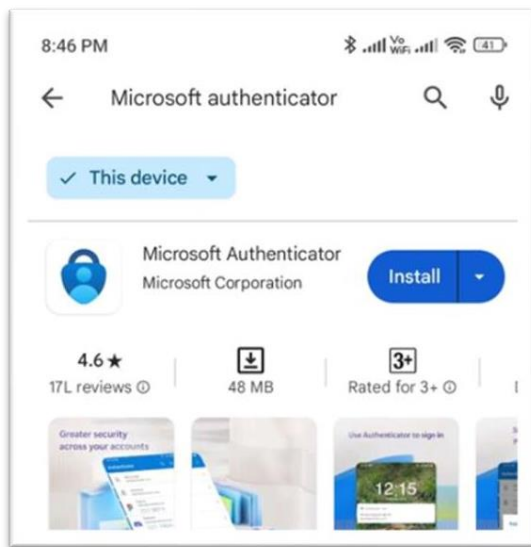 8:46 PM
Vo
WiFi
41
Microsoft authenticator
This device
Microsoft Authenticator
Microsoft Corporation
Install
4.6★
17L reviews
48 MB
3+
Rated for 3+
Greater security
across your accounts
Authenticator
Use Authenticator to sign in
12:15